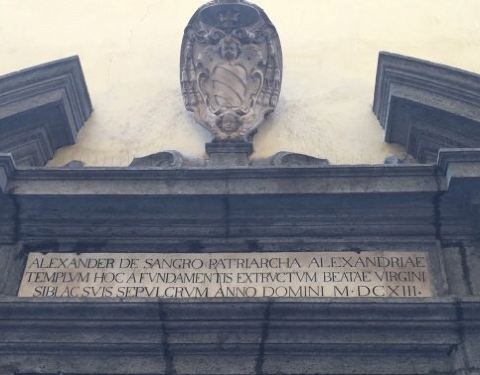 ALEXANDER DE SANGRO PATRIARCHA ALEXANDRIAE
TEMPLVM HOC A FVNDAMENTIS EXTRVCTVM BEATAE VIRGINI
SIBI AC SVIS SEPVLCRVM ANNO DOMINI M·DCXIII·